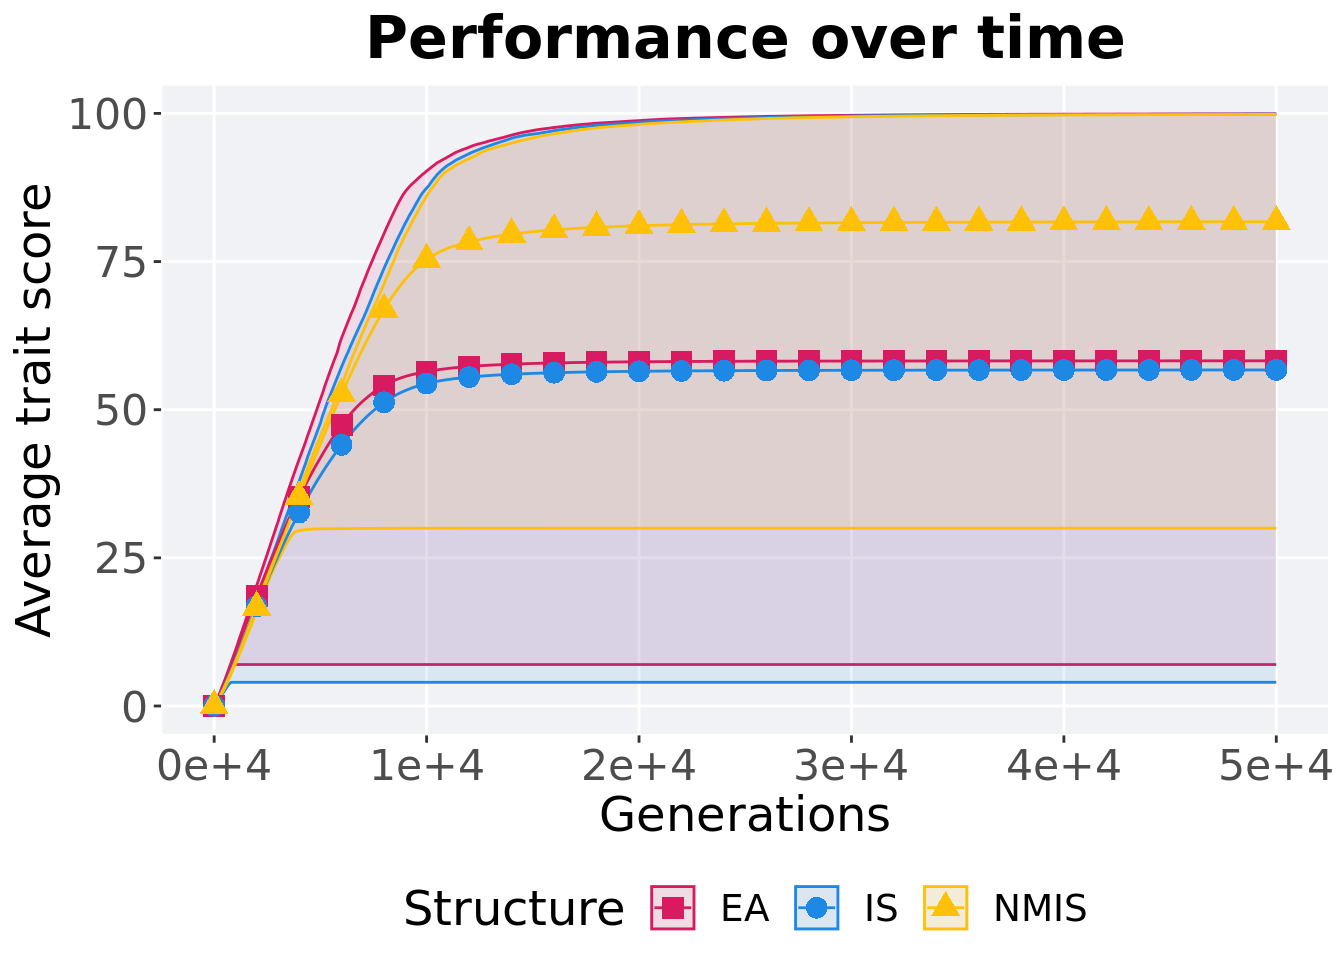 Performance over time
Average trait score
100
75
50
25
0
0e+4 1e+4 2e+4 3e+4 4e+4 5e+4
Generations
Structure EA IS NMIS